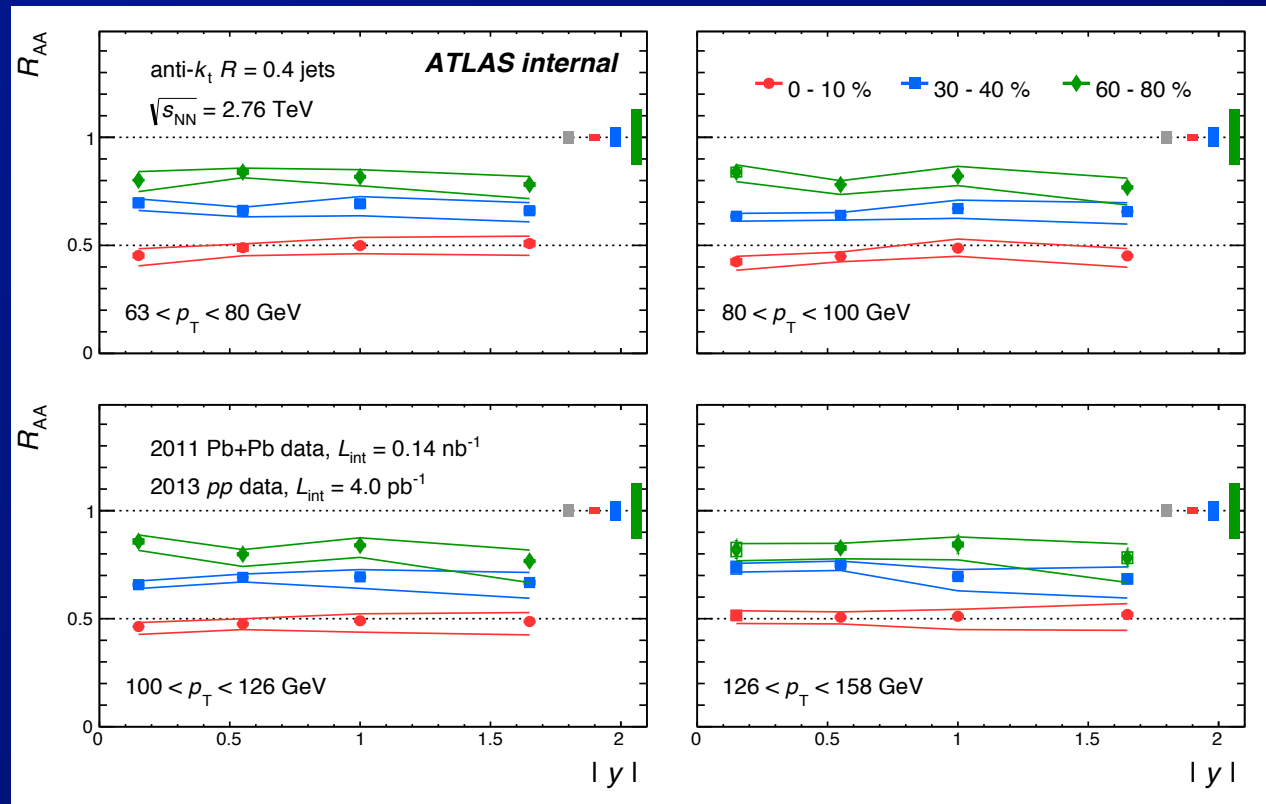 R_AA
anti-k_t R = 0.4 jets
√s_NN = 2.76 TeV
ATLAS internal
1
0.5
0
63 < p_T < 80 GeV
0 - 10 % 30 - 40 % 60 - 80 %
80 < p_T < 100 GeV
R_AA
2011 Pb+Pb data, L_int = 0.14 nb⁻¹
2013 pp data, L_int = 4.0 pb⁻¹
1
0.5
0
100 < p_T < 126 GeV
0 0.5 1 1.5 2
| y |
126 < p_T < 158 GeV
0 0.5 1 1.5 2
| y |